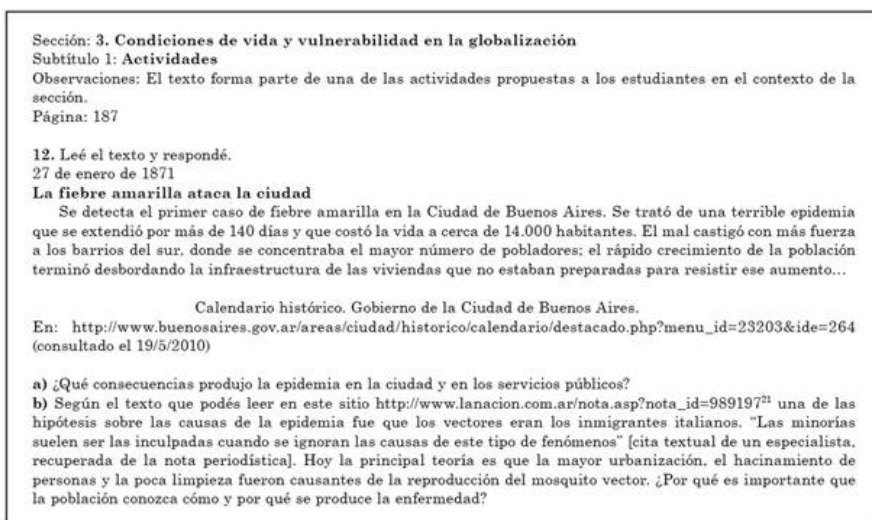 Sección: 3. Condiciones de vida y vulnerabilidad en la globalización
Subtítulo 1: Actividades
Observaciones: El texto forma parte de una de las actividades propuestas a los estudiantes en el contexto de la
sección.
Página: 187
12. Leé el texto y respondé.
27 de enero de 1871
La fiebre amarilla ataca la ciudad
Se detecta el primer caso de fiebre amarilla en la Ciudad de Buenos Aires. Se trató de una terrible epidemia
que se extendió por más de 140 días y que costó la vida a cerca de 14.000 habitantes. El mal castigó con más fuerza
a los barrios del sur, donde se concentraba el mayor número de pobladores; el rápido crecimiento de la población
terminó desbordando la infraestructura de las viviendas que no estaban preparadas para resistir ese aumento...
Calendario histórico. Gobierno de la Ciudad de Buenos Aires.
En: http://www.buenosaires.gov.ar/areas/ciudad/historico/calendario/destacado.php?menu_id=23203&ide=264
(consultado el 19/5/2010)
a) ¿Qué consecuencias produjo la epidemia en la ciudad y en los servicios públicos?
b) Según el texto que podés leer en este sitio http://www.lanacion.com.ar/nota.asp?nota_id=989197²¹ una de las
hipótesis sobre las causas de la epidemia fue que los vectores eran los inmigrantes italianos. "Las minorías
suelen ser las inculpadas cuando se ignoran las causas de este tipo de fenómenos" [cita textual de un especialista,
recuperada de la nota periodística]. Hoy la principal teoría es que la mayor urbanización, el hacinamiento de
personas y la poca limpieza fueron causantes de la reproducción del mosquito vector. ¿Por qué es importante que
la población conozca cómo y por qué se produce la enfermedad?